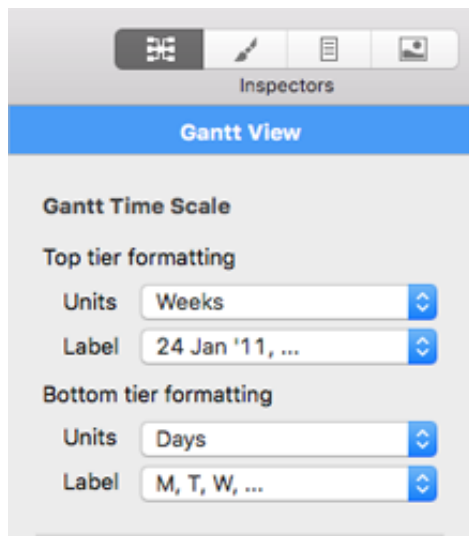 Inspectors
Gantt View
Gantt Time Scale
Top tier formatting
Units Weeks
Label 24 Jan '11, ...
Bottom tier formatting
Units Days
Label M, T, W, ...